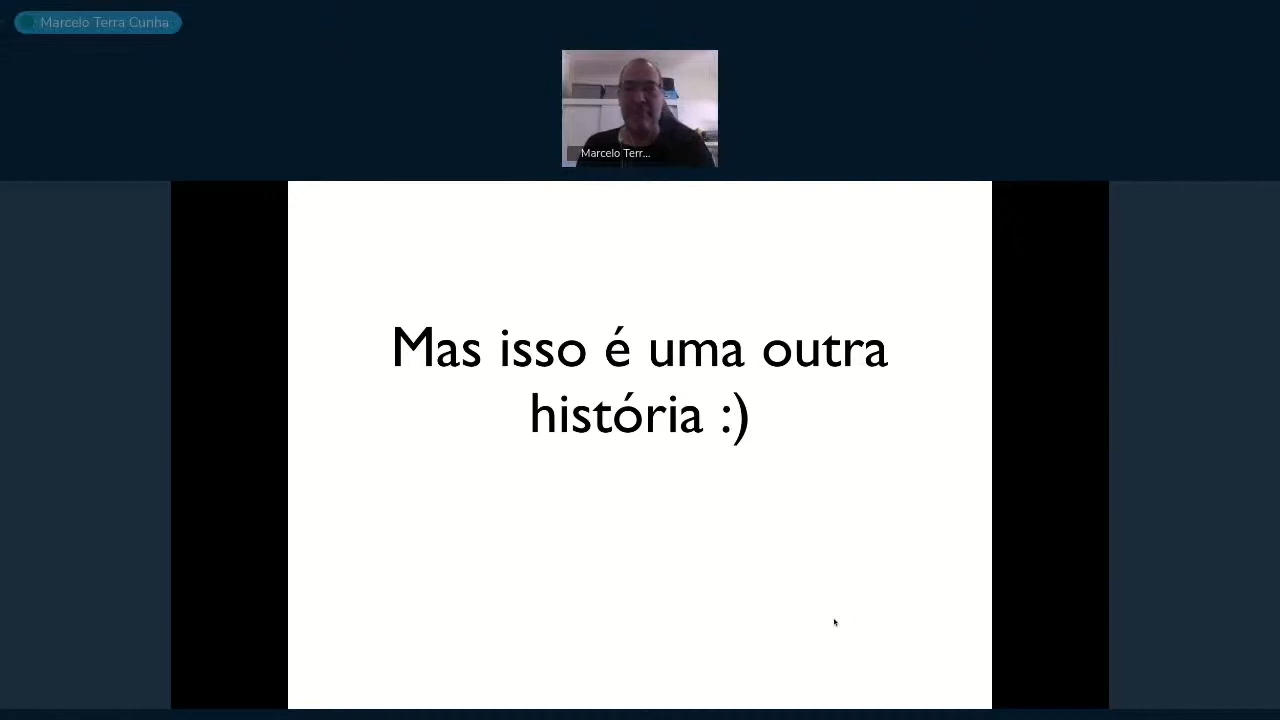 Marcelo Terra Cunha
Marcelo Terr...
Mas isso é uma outra
história :)